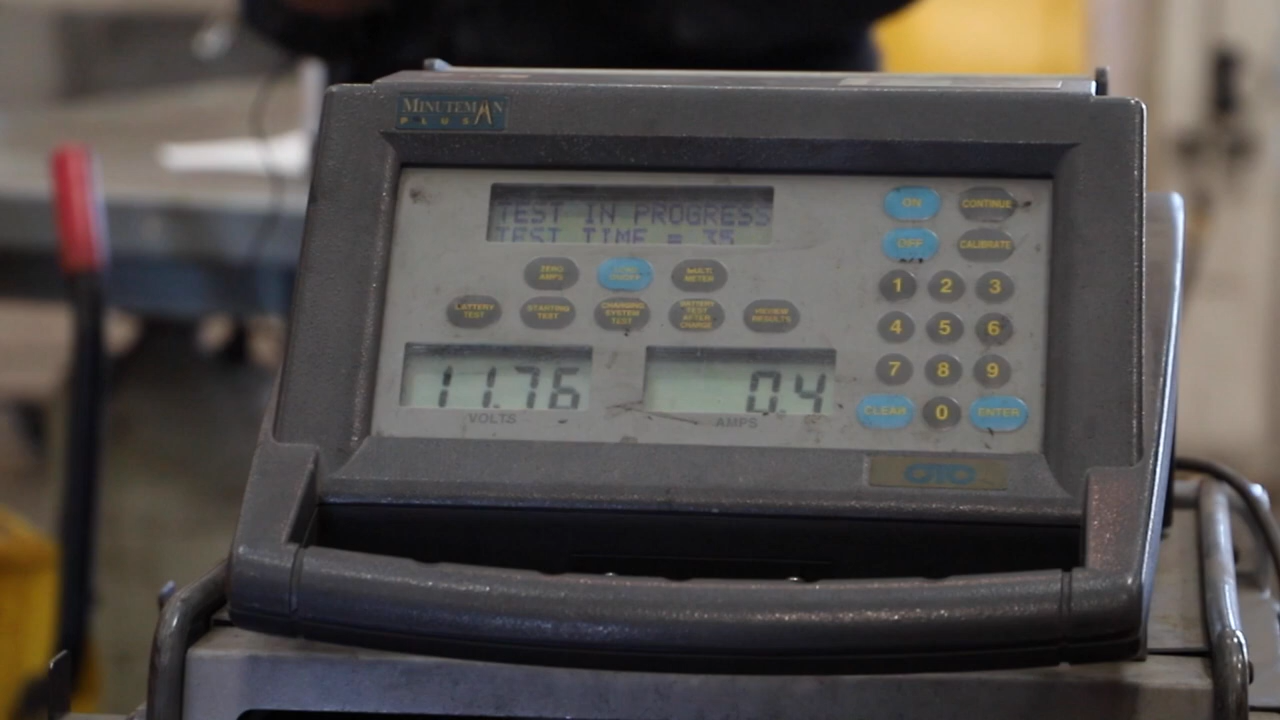 MINUTEMAN
PLUS
TEST IN PROGRESS
TEST TIME = 35
ON
CONTINUE
OFF
CALIBRATE
ZERO
AMPS
MULTI
METER
BATTERY
TEST
STARTING
TEST
CHARGING
SYSTEM
TEST
BATTERY
TEST
AFTER
CHARGE
REVIEW
RESULTS
1 2 3
4 5 6
7 8 9
CLEAR 0 ENTER
11.76
VOLTS
0.4
AMPS
OTC